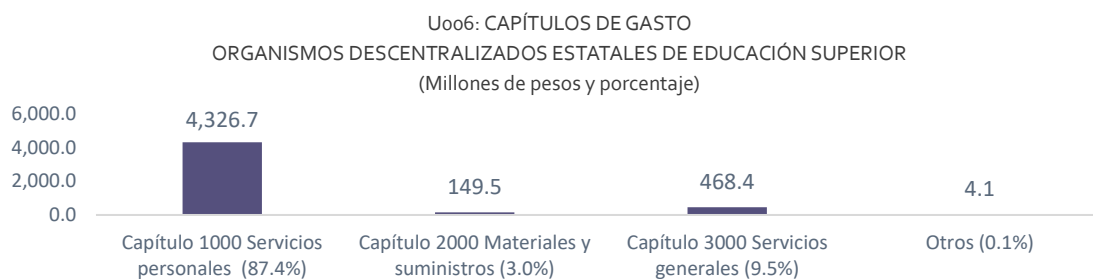 U006: CAPÍTULOS DE GASTO
ORGANISMOS DESCENTRALIZADOS ESTATALES DE EDUCACIÓN SUPERIOR
(Millones de pesos y porcentaje)
6,000.0
4,000.0
2,000.0
0.0
4,326.7
149.5
468.4
4.1
Capítulo 1000 Servicios
personales (87.4%)
Capítulo 2000 Materiales y
suministros (3.0%)
Capítulo 3000 Servicios
generales (9.5%)
Otros (0.1%)